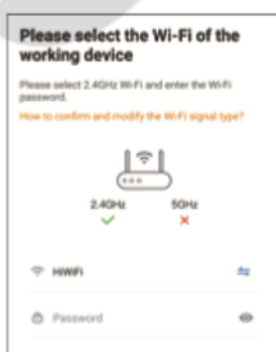 Please select the Wi-Fi of the
working device
Please select 2.4GHz Wi-Fi and enter the Wi-Fi
password.
How to confirm and modify the Wi-Fi signal type?
2.4GHz 5GHz
HiWiFi
Password